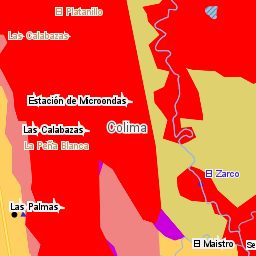 El Platanillo
Las Calabazas
Estación de Microondas
Colima
Las Calabazas
La Peña Blanca
El Zarco
Las Palmas
El Maistro
Se